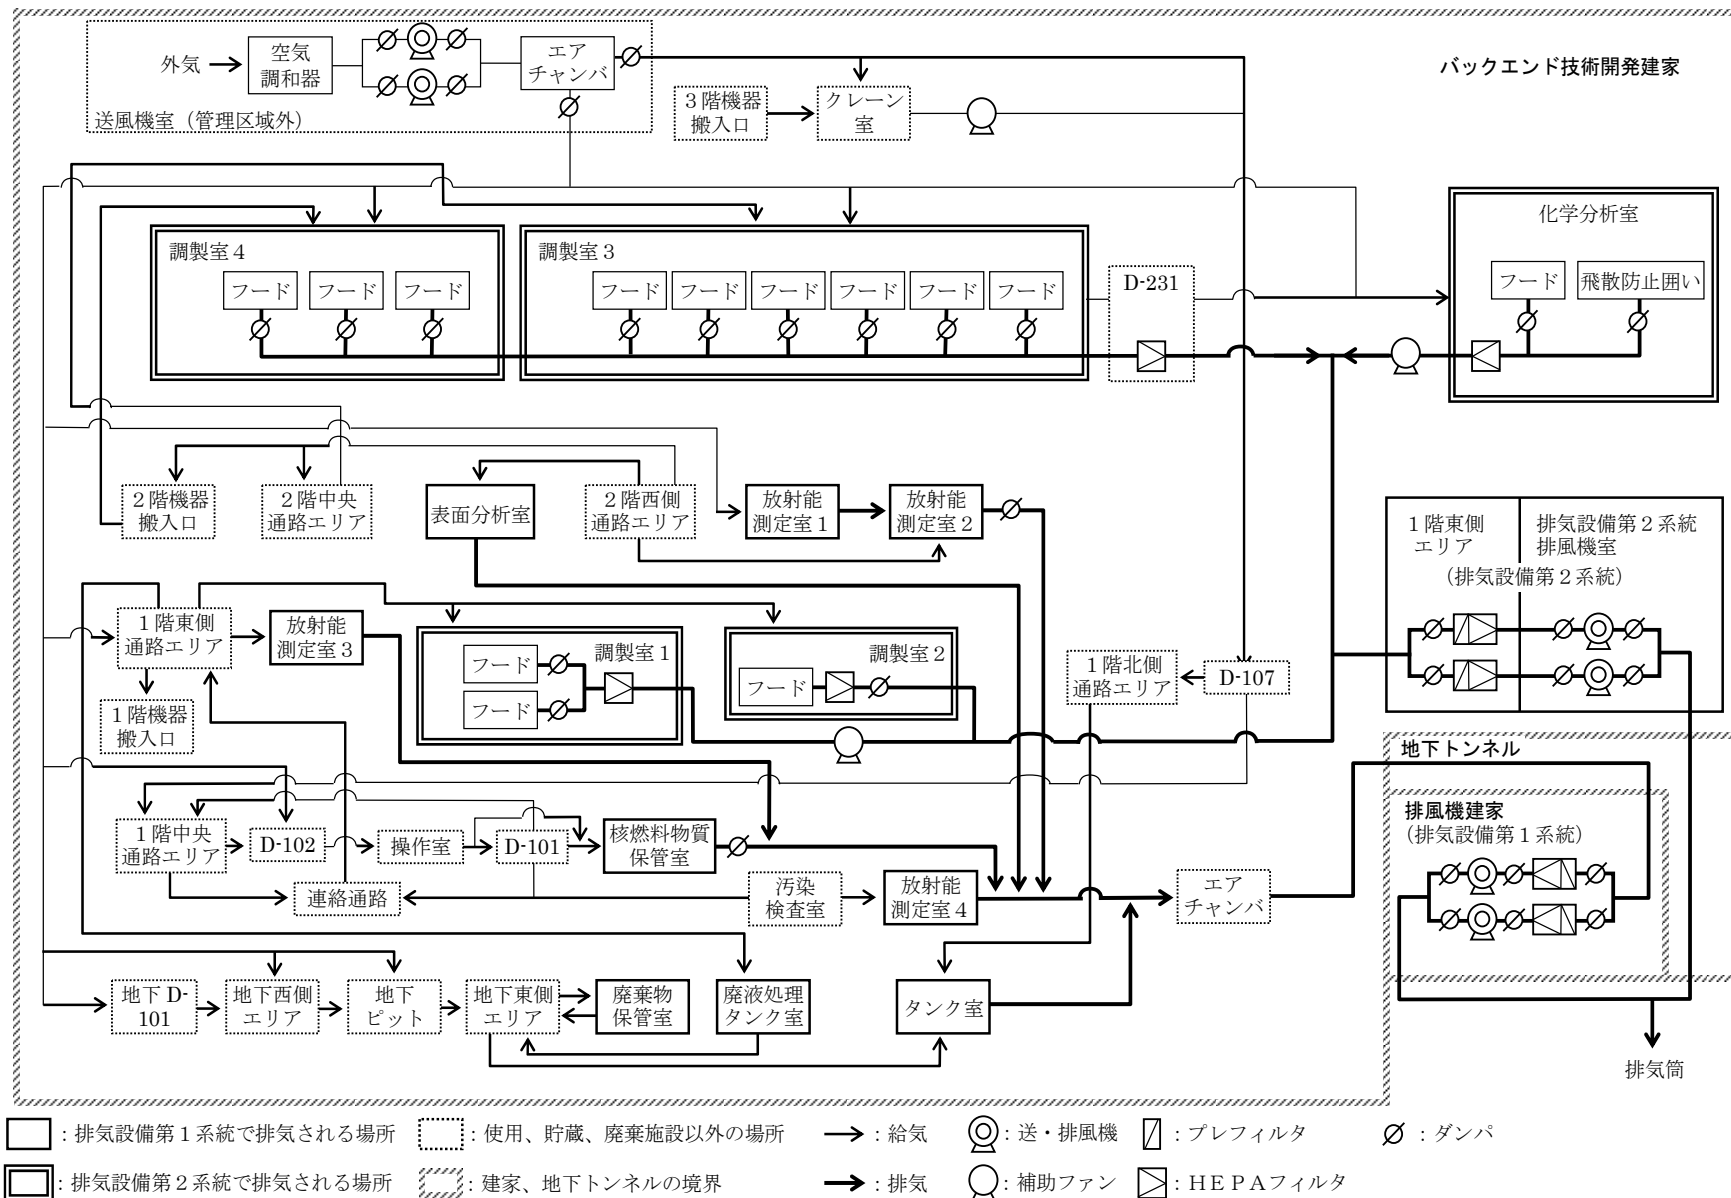 バックエンド技術開発建家
外気
空気
調和器
エア
チャンバ
送風機室（管理区域外）
３階機器
搬入口
クレーン
室
調製室４
フード
フード
フード
調製室３
フード
フード
フード
フード
フード
フード
D-231
化学分析室
フード
飛散防止囲い
２階機器
搬入口
２階中央
通路エリア
表面分析室
２階西側
通路エリア
放射能
測定室１
放射能
測定室２
１階東側
エリア
排気設備第２系統
排風機室
（排気設備第２系統）
１階東側
通路エリア
放射能
測定室３
調製室１
フード
フード
調製室２
フード
１階北側
通路エリア
D-107
１階機器
搬入口
地下トンネル
排風機建家
（排気設備第１系統）
１階中央
通路エリア
D-102
操作室
D-101
核燃料物質
保管室
連絡通路
汚染
検査室
放射能
測定室４
エア
チャンバ
地下 D-
101
地下西側
エリア
地下
ピット
地下東側
エリア
廃棄物
保管室
廃液処理
タンク室
タンク室
排気筒
：排気設備第１系統で排気される場所
：使用、貯蔵、廃棄施設以外の場所
：給気
：送・排風機
：プレフィルタ
：ダンパ
：排気設備第２系統で排気される場所
：建家、地下トンネルの境界
：排気
：補助ファン
：ＨＥＰＡフィルタ